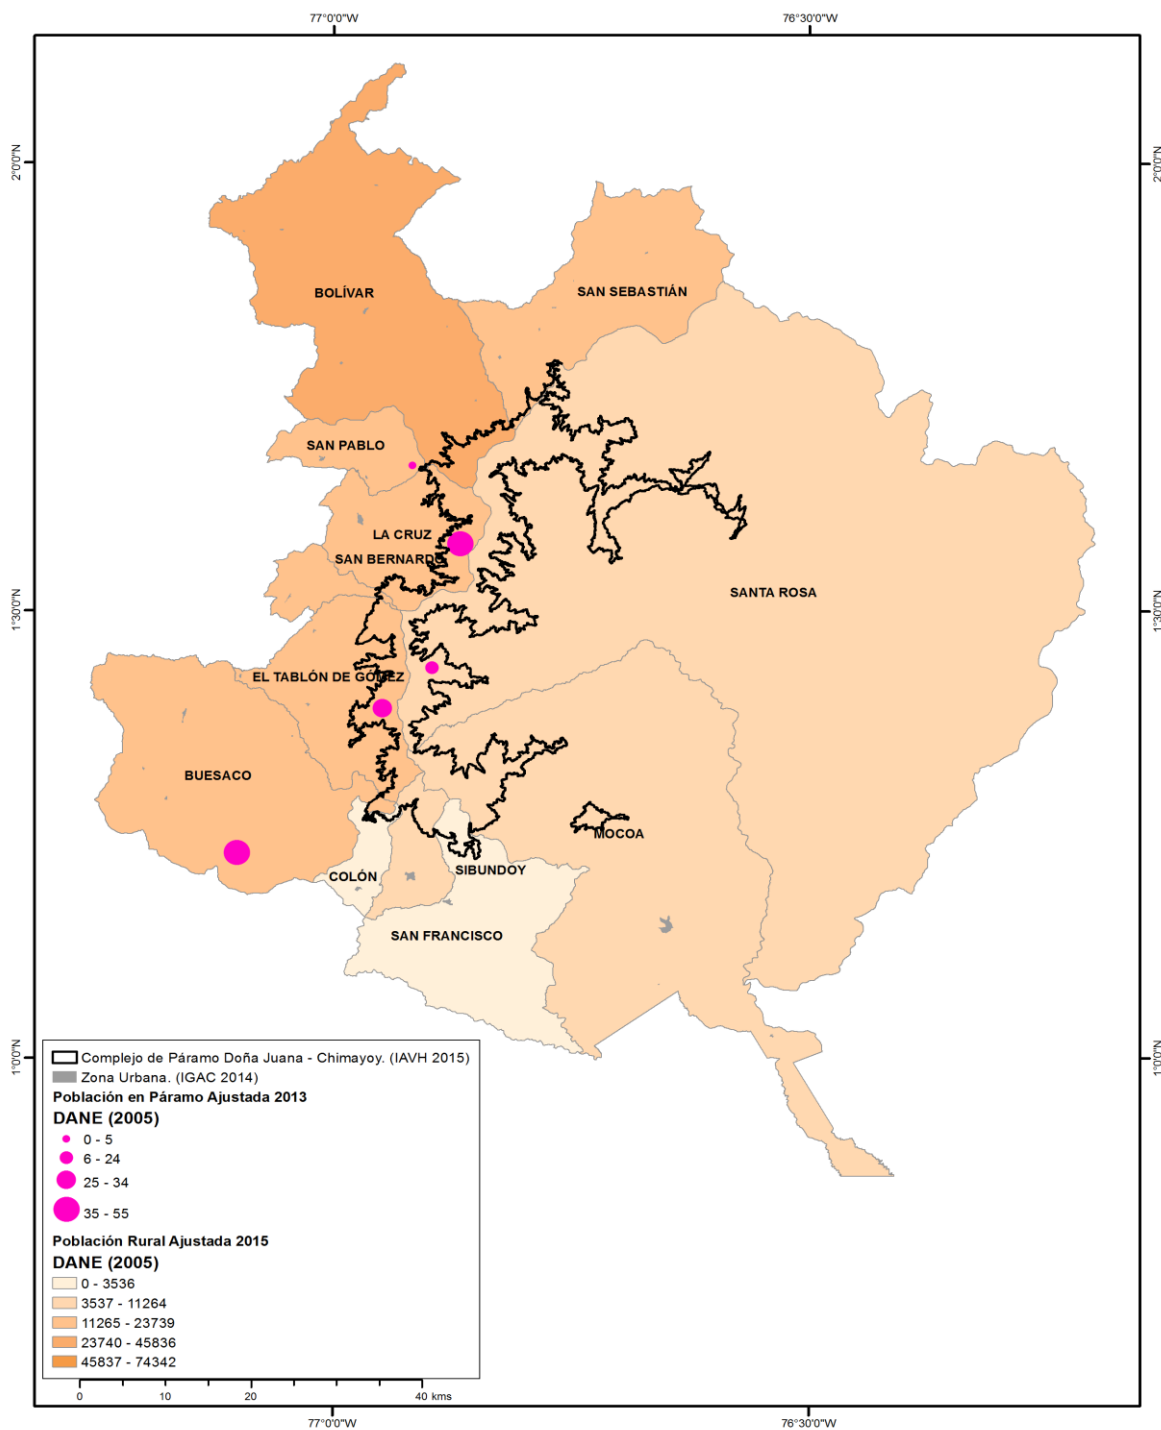 77°0'0"W
76°30'0"W
2°0'0"N
2°0'0"N
BOLÍVAR
SAN SEBASTIÁN
SAN PABLO
LA CRUZ
SAN BERNARDO
SANTA ROSA
1°30'0"N
1°30'0"N
EL TABLÓN DE GÓMEZ
BUESACO
MOCOA
COLÓN
SIBUNDOY
SAN FRANCISCO
1°0'0"N
1°0'0"N
Complejo de Páramo Doña Juana - Chimayoy. (IAVH 2015)
Zona Urbana. (IGAC 2014)
Población en Páramo Ajustada 2013
DANE (2005)
0 - 5
6 - 24
25 - 34
35 - 55
Población Rural Ajustada 2015
DANE (2005)
0 - 3536
3537 - 11264
11265 - 23739
23740 - 45836
45837 - 74342
0 10 20 40 kms
77°0'0"W
76°30'0"W